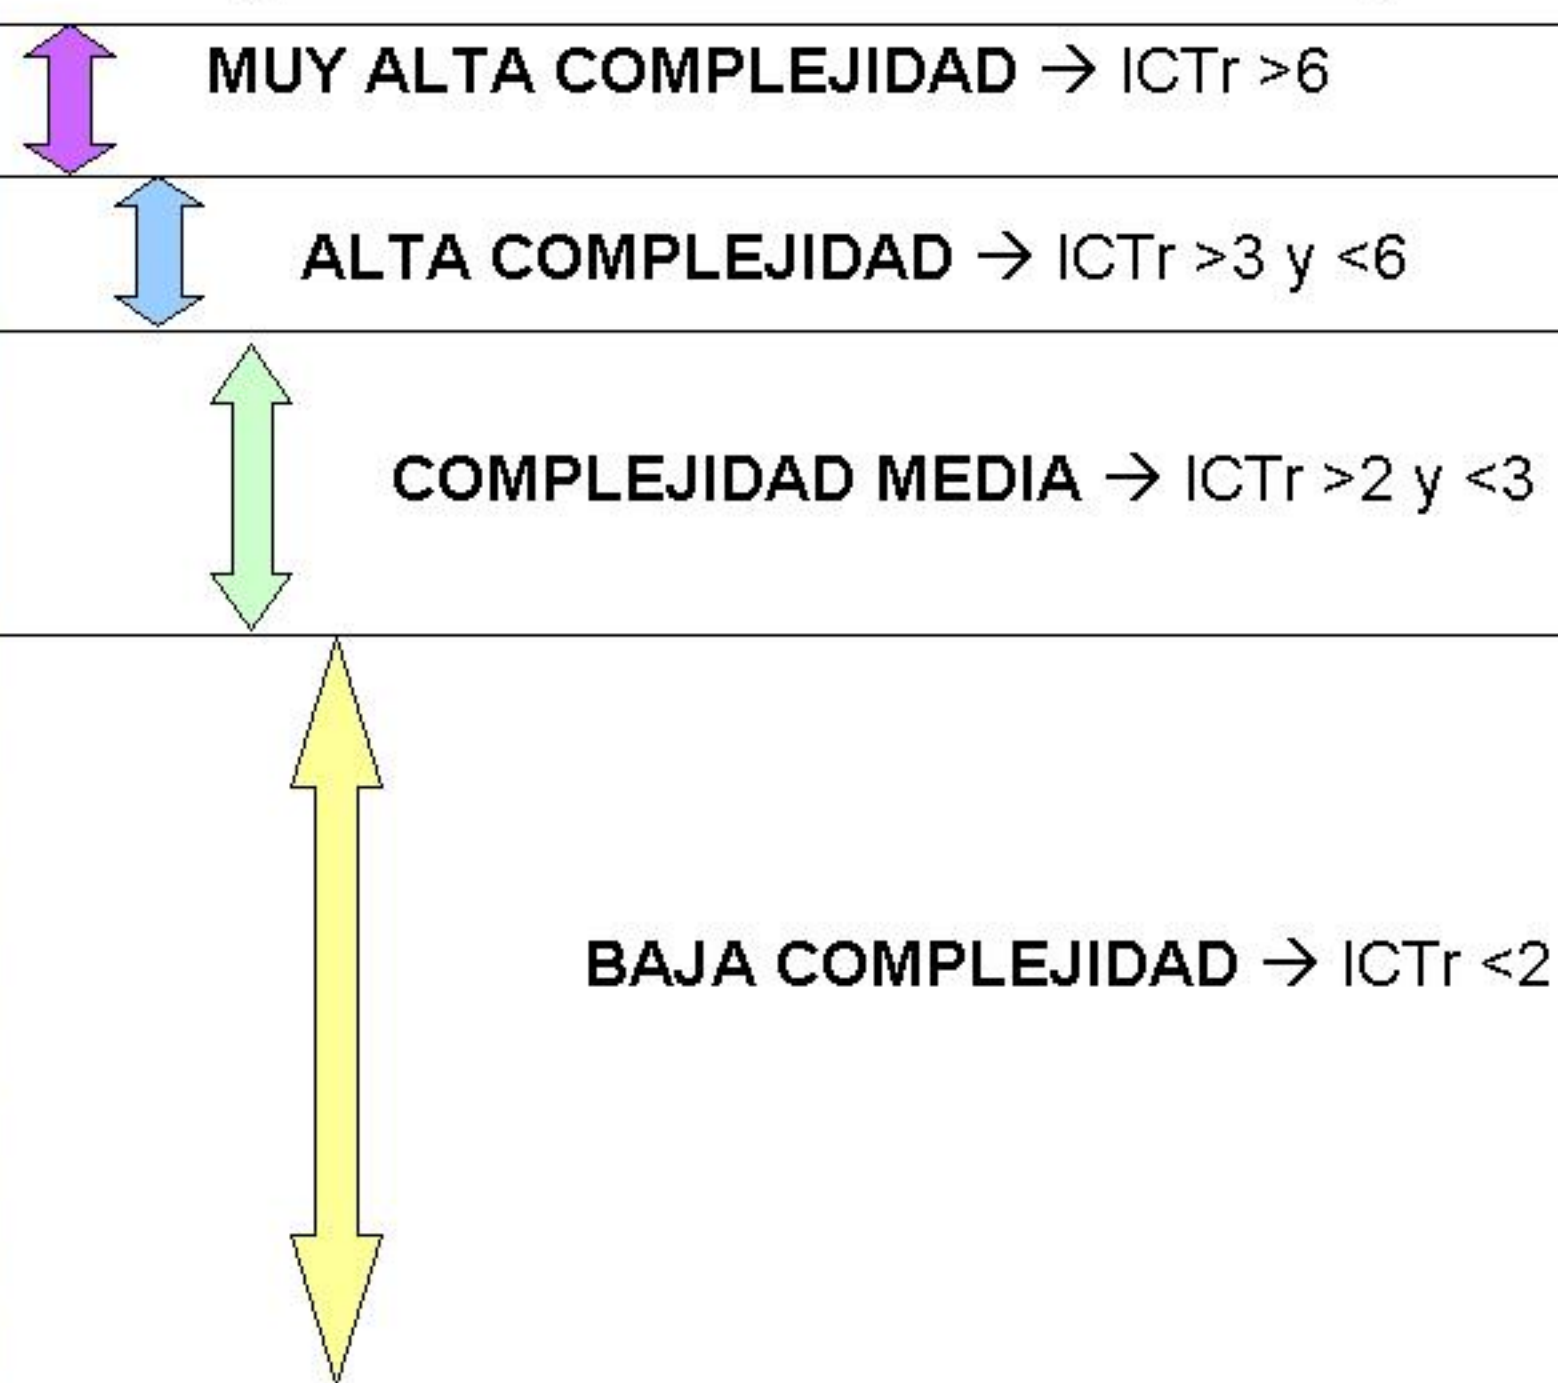 MUY ALTA COMPLEJIDAD → ICTr >6
ALTA COMPLEJIDAD → ICTr >3 y <6
COMPLEJIDAD MEDIA → ICTr >2 y <3
BAJA COMPLEJIDAD → ICTr <2